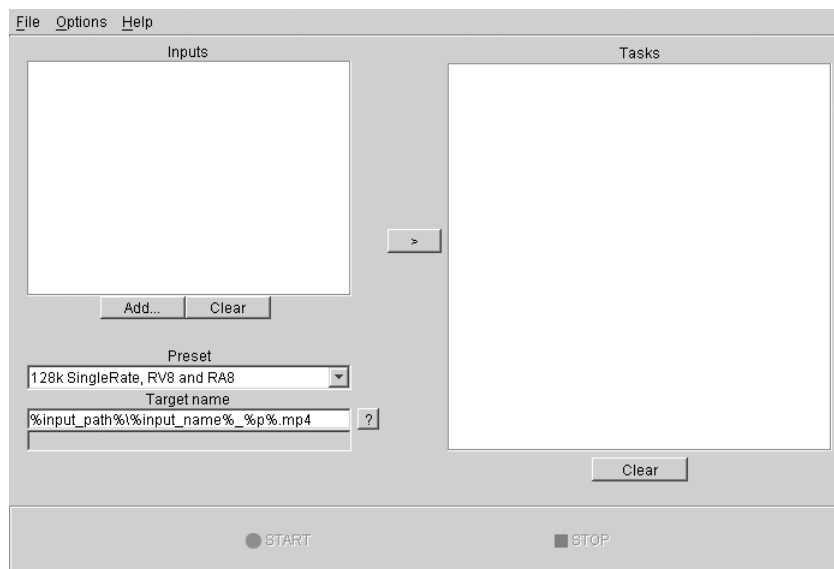 File Options Help
Inputs
Tasks
>
Add... Clear
Preset
128k SingleRate, RV8 and RA8
Target name
%input_path%\%input_name%_%p%.mp4 ?
Clear
START STOP